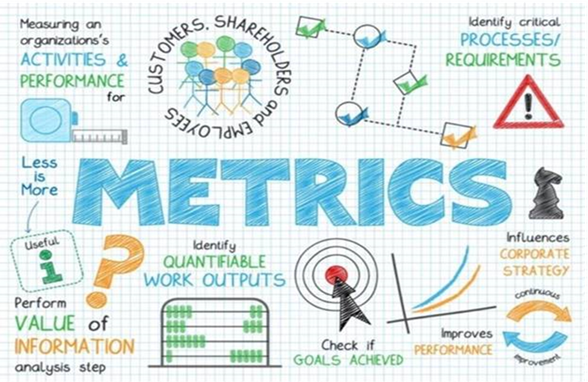 Measuring an
organizations's
ACTIVITIES &
PERFORMANCE
for
CUSTOMERS, SHAREHOLDERS
and EMPLOYEES
Identify critical
PROCESSES/
REQUIREMENTS
Less
is
More
METRICS
Useful
i
?
Perform
VALUE of
INFORMATION
analysis step
Identify
QUANTIFIABLE
WORK OUTPUTS
Check if
GOALS ACHIEVED
Improves
PERFORMANCE
Influences
CORPORATE
STRATEGY
continuous
improvement